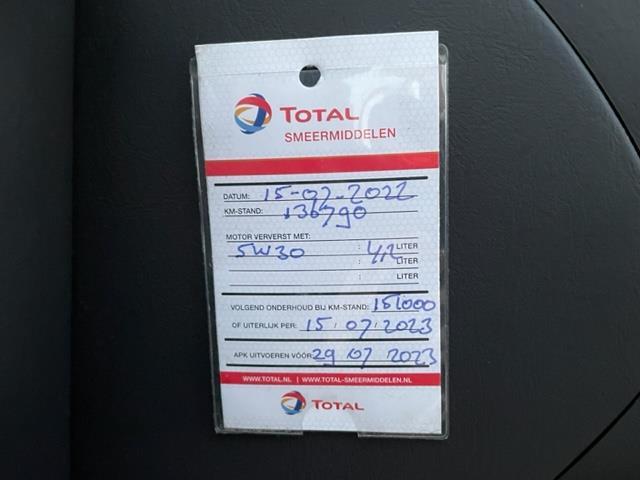 TOTAL
SMEERMIDDELEN
DATUM: 15-07-2022
KM-STAND: 136790
MOTOR VERVERST MET:
5W30 : 4,2 LITER
: LITER
: LITER
VOLGEND ONDERHOUD BIJ KM-STAND: 151000
OF UITERLIJK PER: 15 07 2023
APK UITVOEREN VÓÓR: 29 07 2023
WWW.TOTAL.NL | WWW.TOTAL-SMEERMIDDELEN.NL
TOTAL